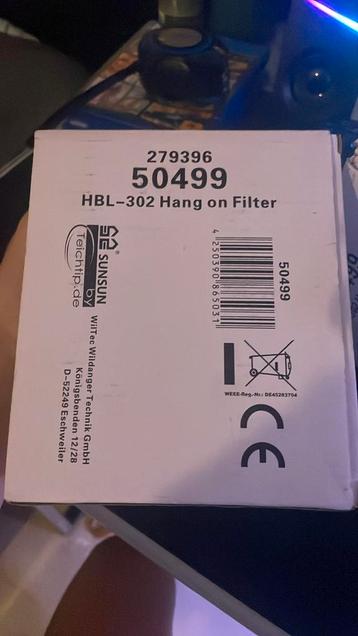 279396
50499
HBL-302 Hang on Filter
SUNSUN®
by
Teichtip.de
WilTec Wildanger Technik GmbH
Königsbenden 12/28
D-52249 Eschweiler
50499
4 250390 865031
WEEE-Reg.-Nr.: DE45283704
CE